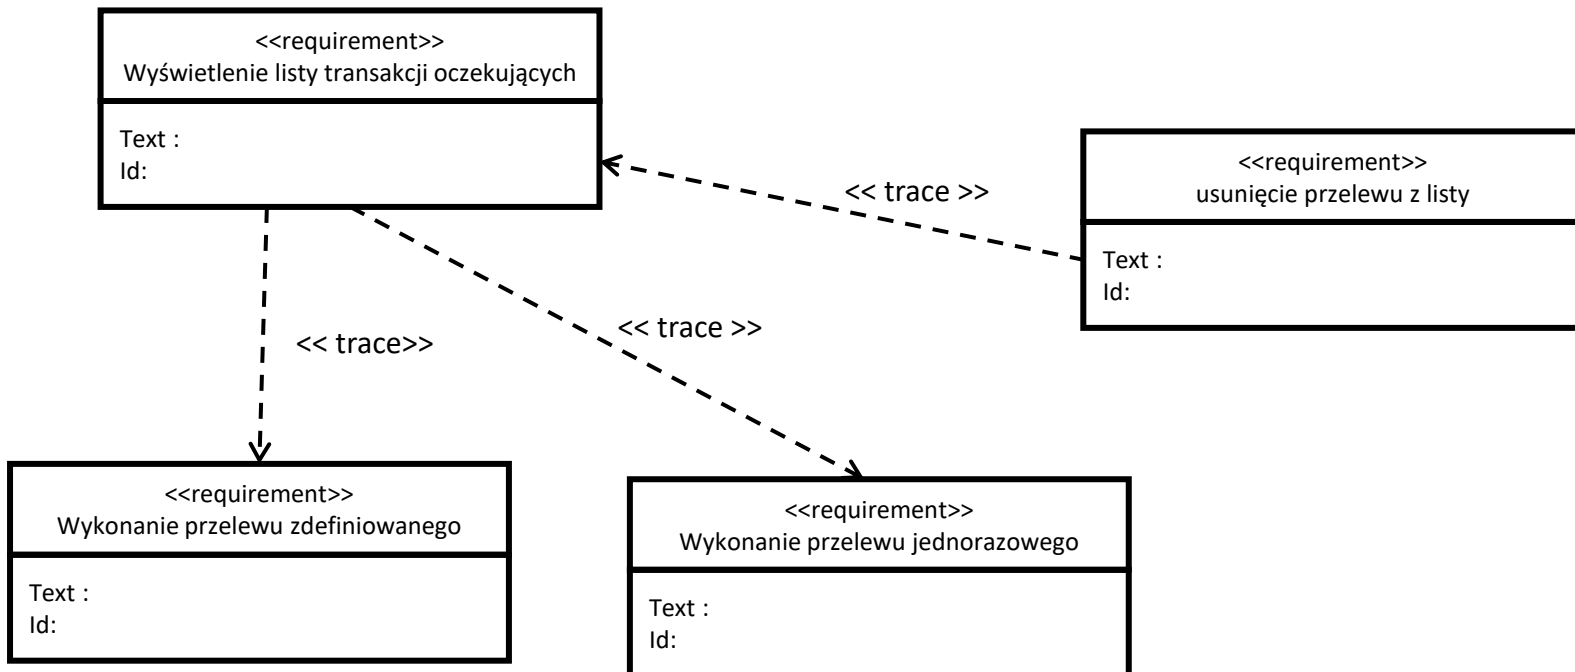 <<requirement>>
Wyświetlenie listy transakcji oczekujących
Text :
Id:
<<requirement>>
usunięcie przelewu z listy
Text :
Id:
<< trace >>
<< trace >>
<< trace>>
<<requirement>>
Wykonanie przelewu zdefiniowanego
Text :
Id:
<<requirement>>
Wykonanie przelewu jednorazowego
Text :
Id: